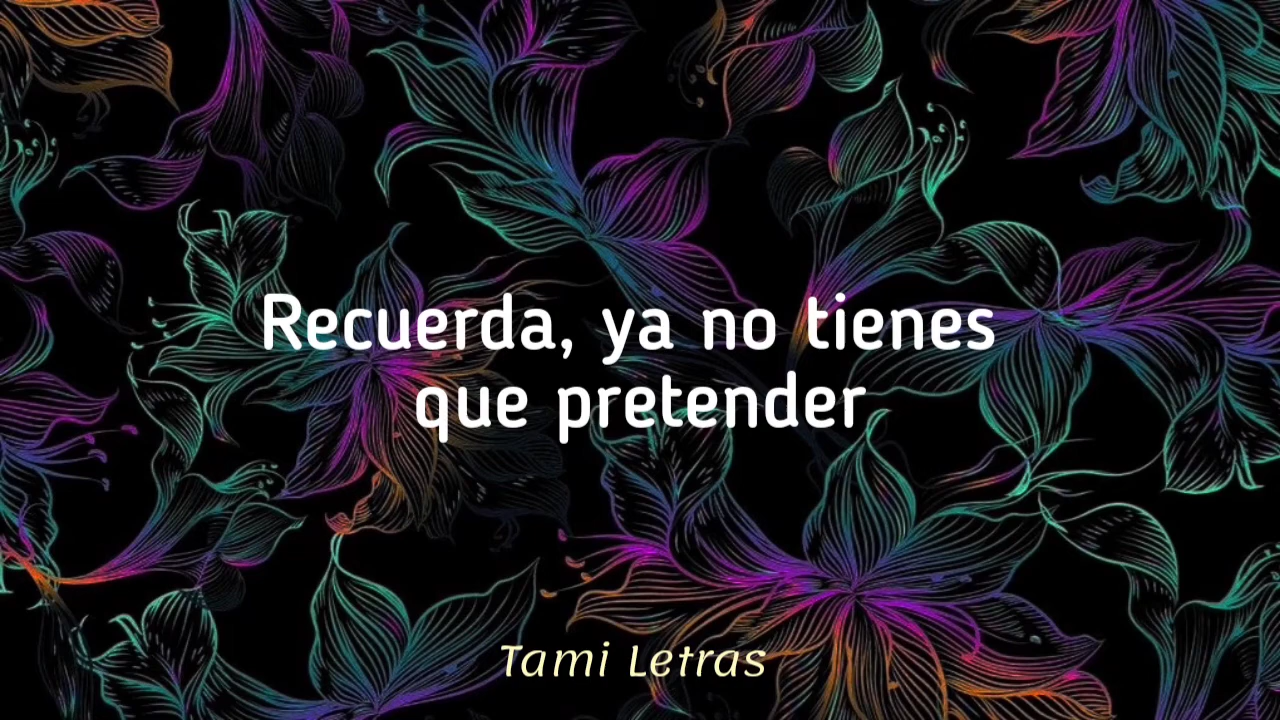 Recuerda, ya no tienes
que pretender
Tami Letras